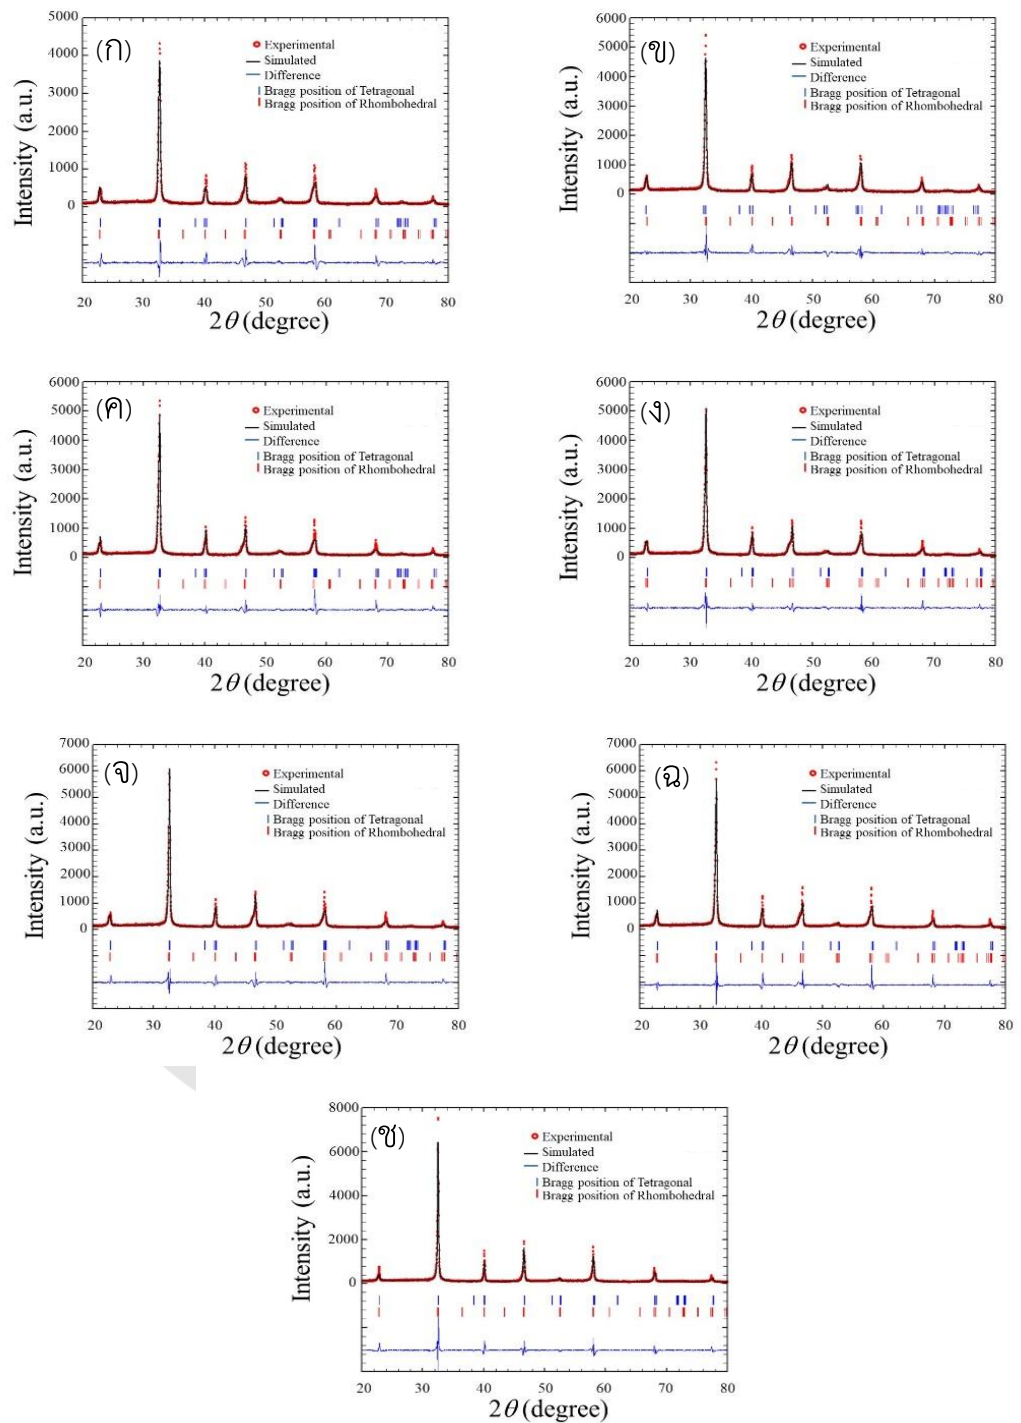 (ก)
Intensity (a.u.)
5000
4000
3000
2000
1000
0
Experimental
Simulated
Difference
Bragg position of Tetragonal
Bragg position of Rhombohedral
20 30 40 50 60 70 80
2θ (degree)
(ข)
Intensity (a.u.)
6000
5000
4000
3000
2000
1000
0
Experimental
Simulated
Difference
Bragg position of Tetragonal
Bragg position of Rhombohedral
20 30 40 50 60 70 80
2θ (degree)
(ค)
Intensity (a.u.)
6000
5000
4000
3000
2000
1000
0
Experimental
Simulated
Difference
Bragg position of Tetragonal
Bragg position of Rhombohedral
20 30 40 50 60 70 80
2θ (degree)
(ง)
Intensity (a.u.)
6000
5000
4000
3000
2000
1000
0
Experimental
Simulated
Difference
Bragg position of Tetragonal
Bragg position of Rhombohedral
20 30 40 50 60 70 80
2θ (degree)
(จ)
Intensity (a.u.)
7000
6000
5000
4000
3000
2000
1000
0
Experimental
Simulated
Difference
Bragg position of Tetragonal
Bragg position of Rhombohedral
20 30 40 50 60 70 80
2θ (degree)
(ฉ)
Intensity (a.u.)
7000
6000
5000
4000
3000
2000
1000
0
Experimental
Simulated
Difference
Bragg position of Tetragonal
Bragg position of Rhombohedral
20 30 40 50 60 70 80
2θ (degree)
(ช)
Intensity (a.u.)
8000
6000
4000
2000
0
Experimental
Simulated
Difference
Bragg position of Tetragonal
Bragg position of Rhombohedral
20 30 40 50 60 70 80
2θ (degree)